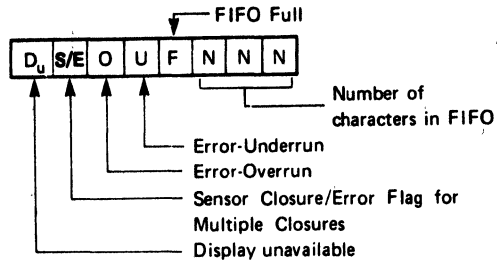 FIFO Full
Du S/E O U F N N N
Number of
characters in FIFO
Error-Underrun
Error-Overrun
Sensor Closure/Error Flag for
Multiple Closures
Display unavailable